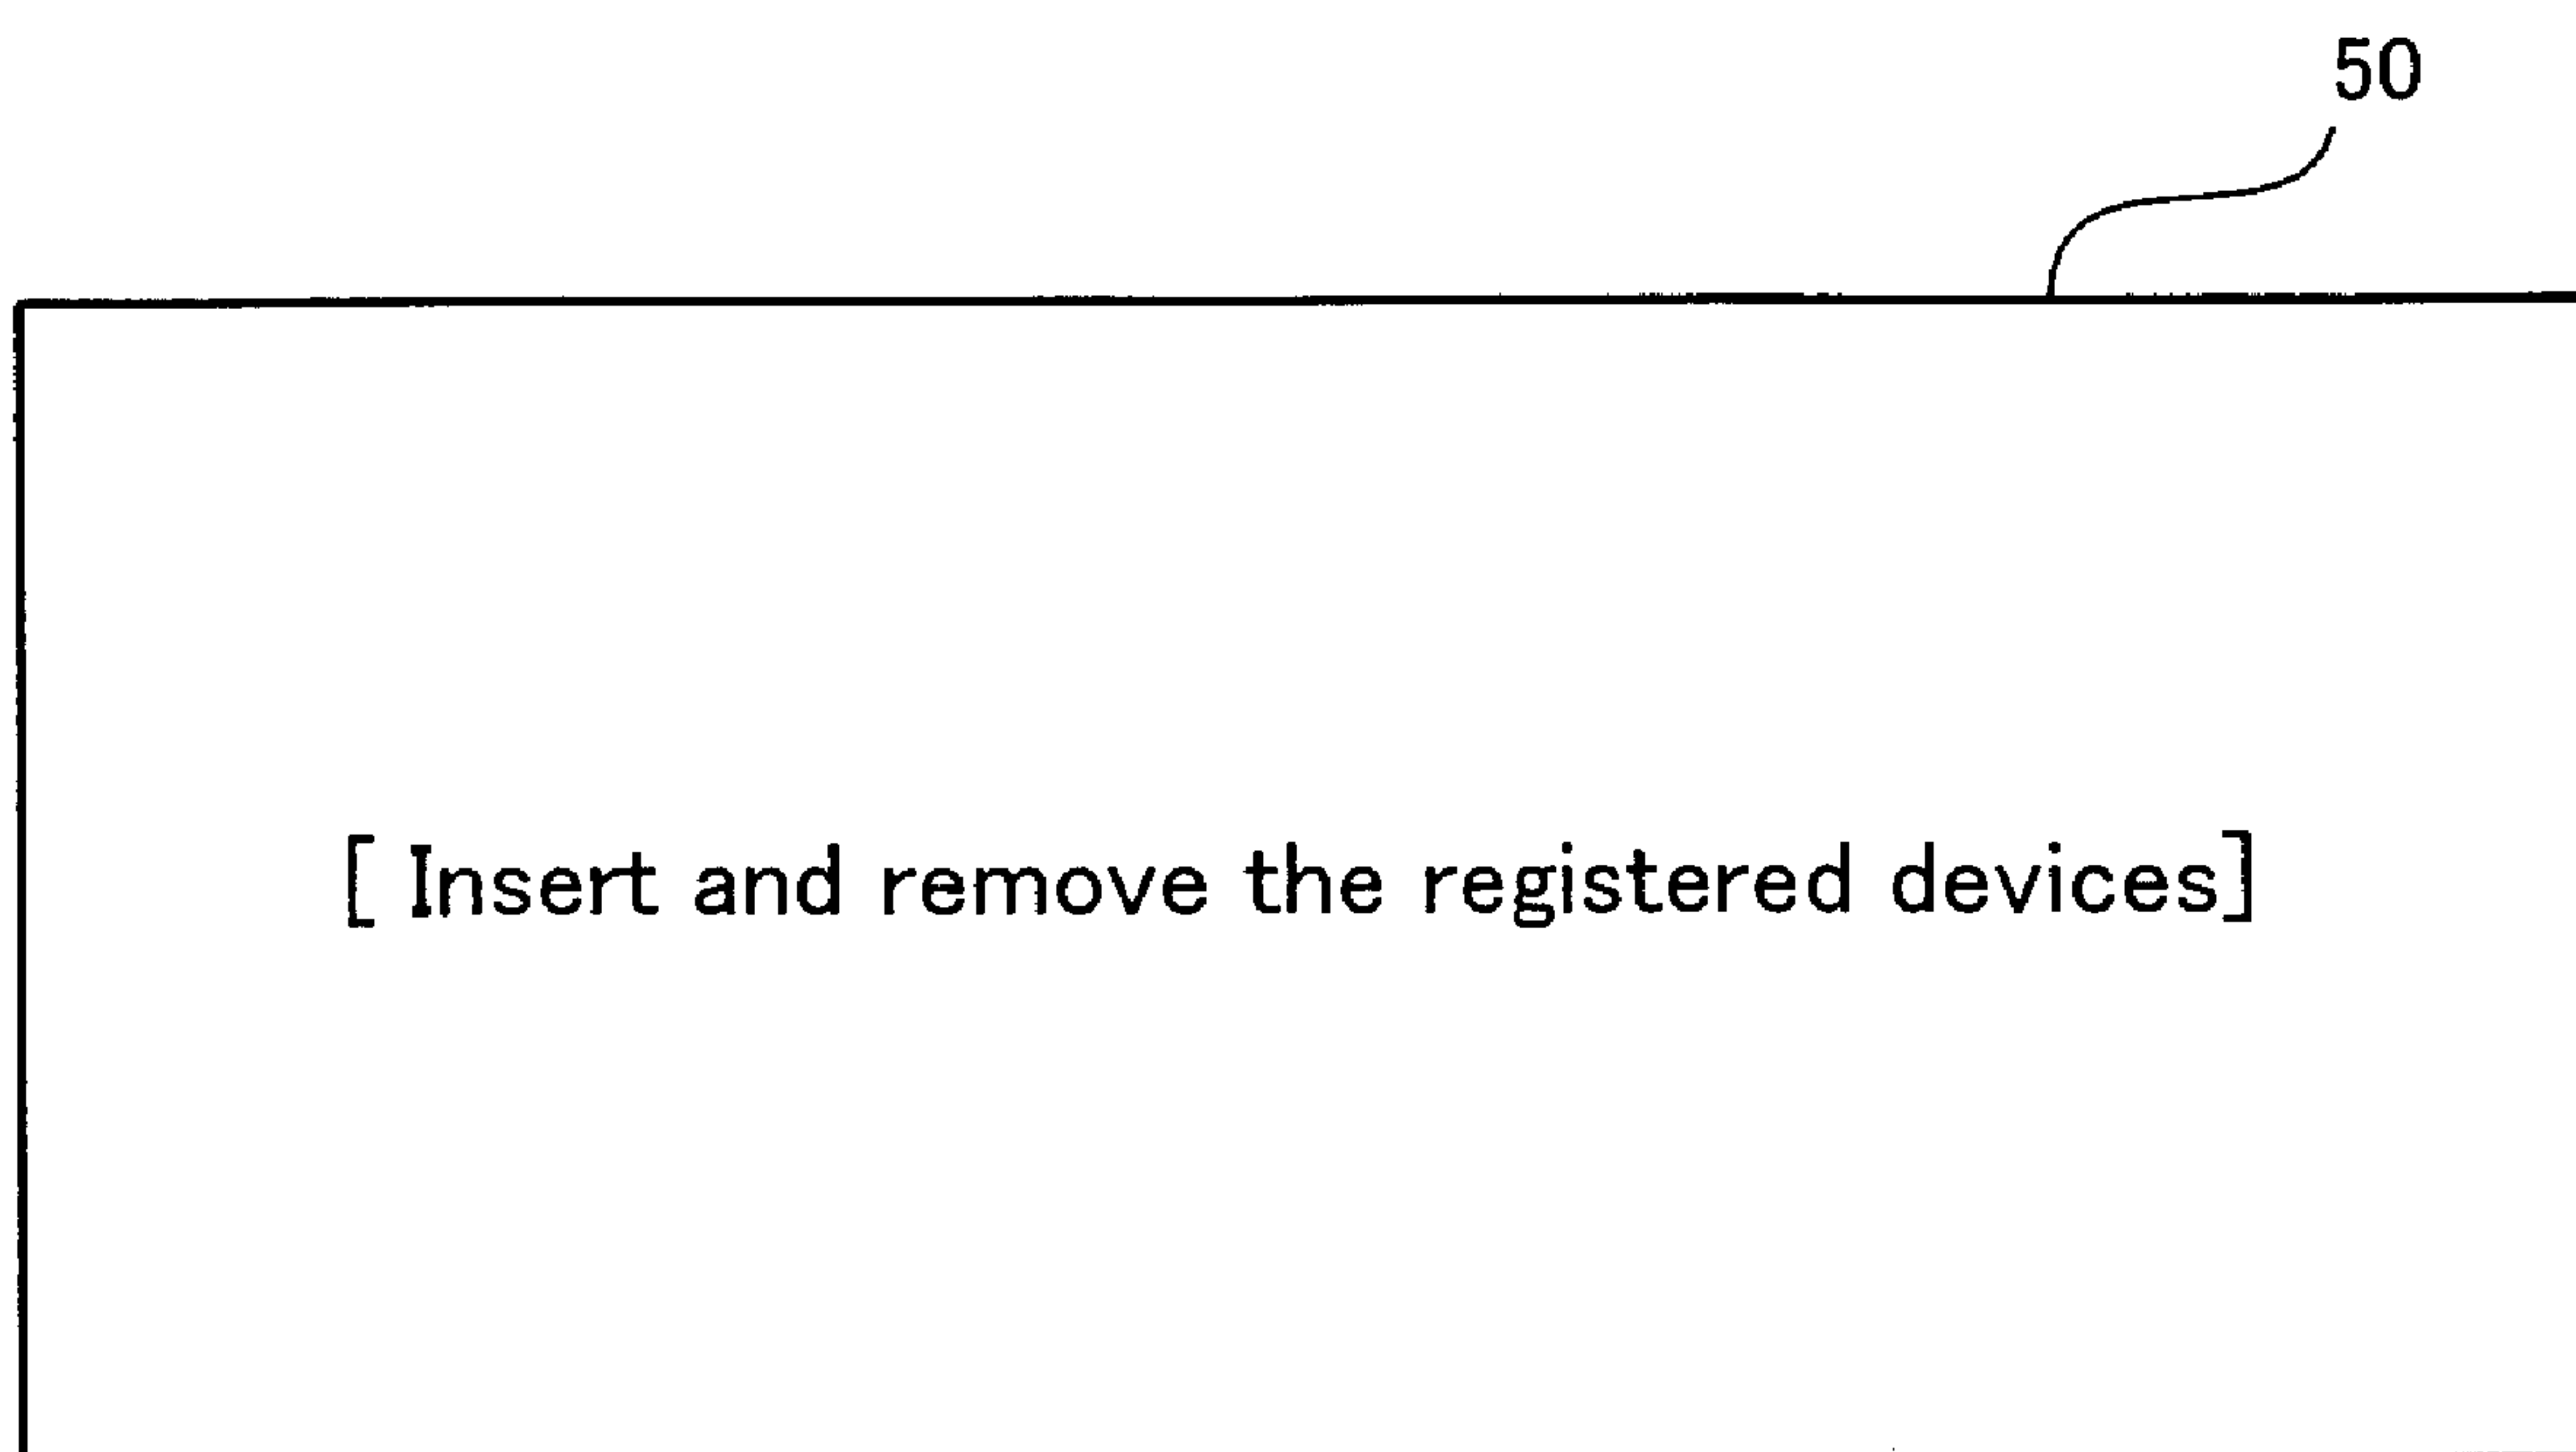 50
[ Insert and remove the registered devices]